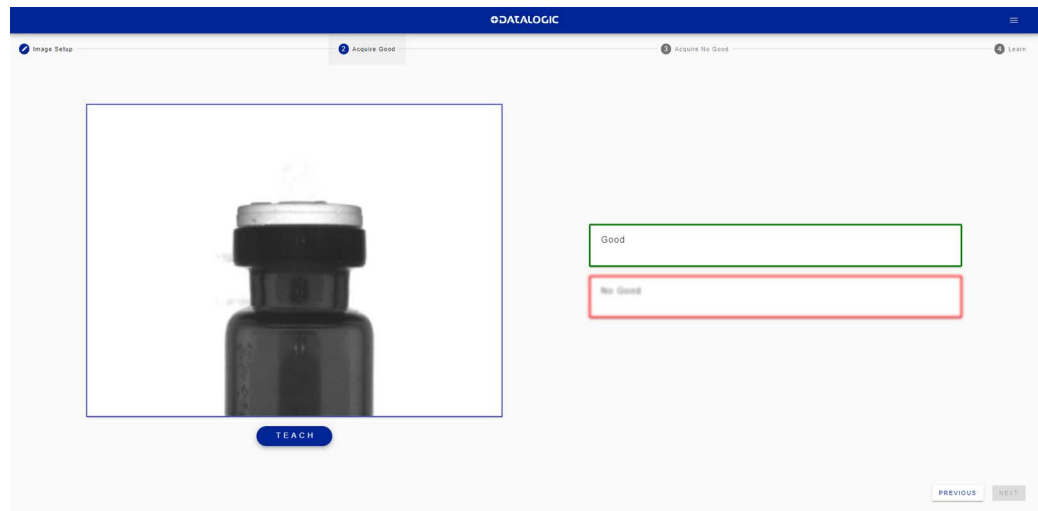 DATALOGIC
Image Setup
2 Acquire Good
3 Acquire No Good
4 Learn
Good
No Good
TEACH
PREVIOUS
NEXT